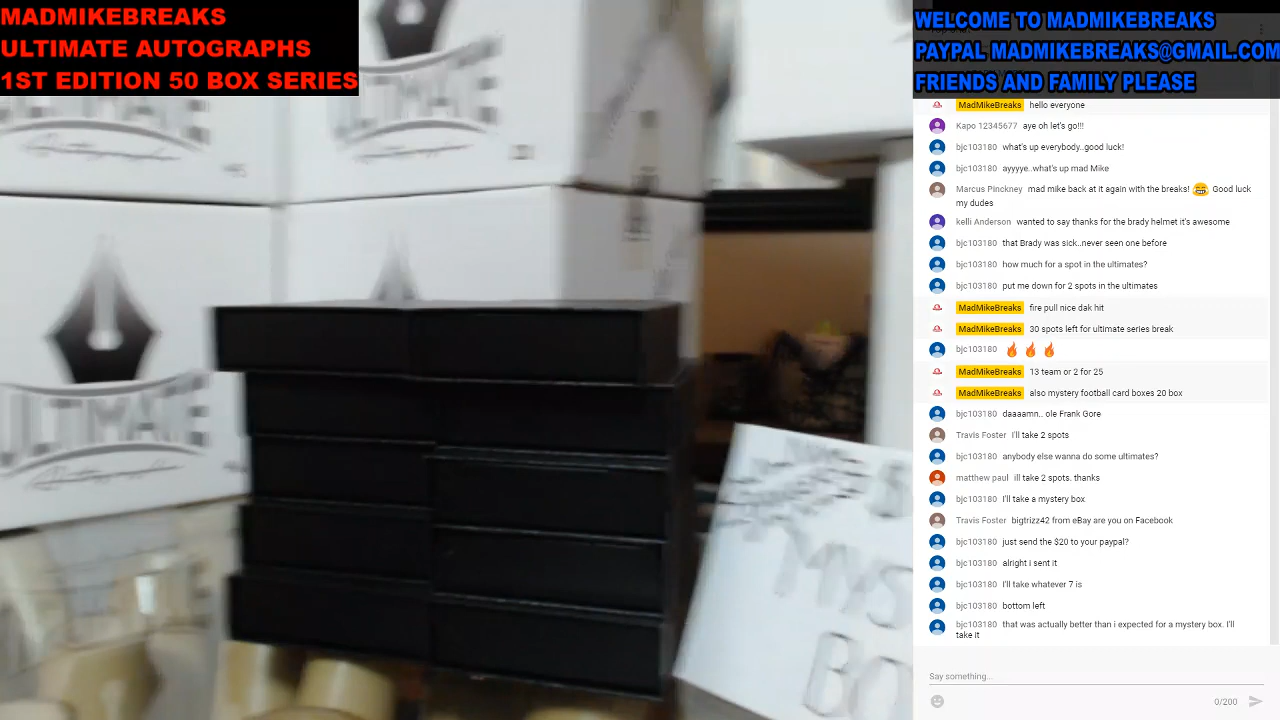 MADMIKEBREAKS
ULTIMATE AUTOGRAPHS
1ST EDITION 50 BOX SERIES
WELCOME TO MADMIKEBREAKS
PAYPAL MADMIKEBREAKS@GMAIL.COM
FRIENDS AND FAMILY PLEASE
MadMikeBreaks hello everyone
Kapo 12345677 aye oh let's go!!!
bjc103180 what's up everybody..good luck!
bjc103180 ayyyye..what's up mad Mike
Marcus Pinckney mad mike back at it again with the breaks! 😂 Good luck
my dudes
kelli Anderson wanted to say thanks for the brady helmet it's awesome
bjc103180 that Brady was sick..never seen one before
bjc103180 how much for a spot in the ultimates?
bjc103180 put me down for 2 spots in the ultimates
MadMikeBreaks fire pull nice dak hit
MadMikeBreaks 30 spots left for ultimate series break
bjc103180 🔥 🔥 🔥
MadMikeBreaks 13 team or 2 for 25
MadMikeBreaks also mystery football card boxes 20 box
bjc103180 daaaamn.. ole Frank Gore
Travis Foster I'll take 2 spots
bjc103180 anybody else wanna do some ultimates?
matthew paul ill take 2 spots. thanks
bjc103180 I'll take a mystery box
Travis Foster bigtrizz42 from eBay are you on Facebook
bjc103180 just send the $20 to your paypal?
bjc103180 alright i sent it
bjc103180 I'll take whatever 7 is
bjc103180 bottom left
bjc103180 that was actually better than i expected for a mystery box. I'll
take it
Say something...
0/200
ULTIMATE
ULTIMATE
ULTIMATE